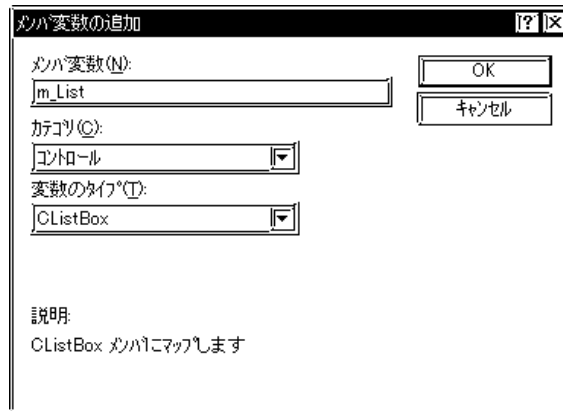 ﾒﾝﾊﾞ変数の追加
ﾒﾝﾊﾞ変数(N):
m_List
OK
キャンセル
ｶﾃｺﾞﾘ(C):
ｺﾝﾄﾛｰﾙ
変数のﾀｲﾌﾟ(T):
CListBox
説明:
CListBox ﾒﾝﾊﾞにﾏｯﾌﾟします